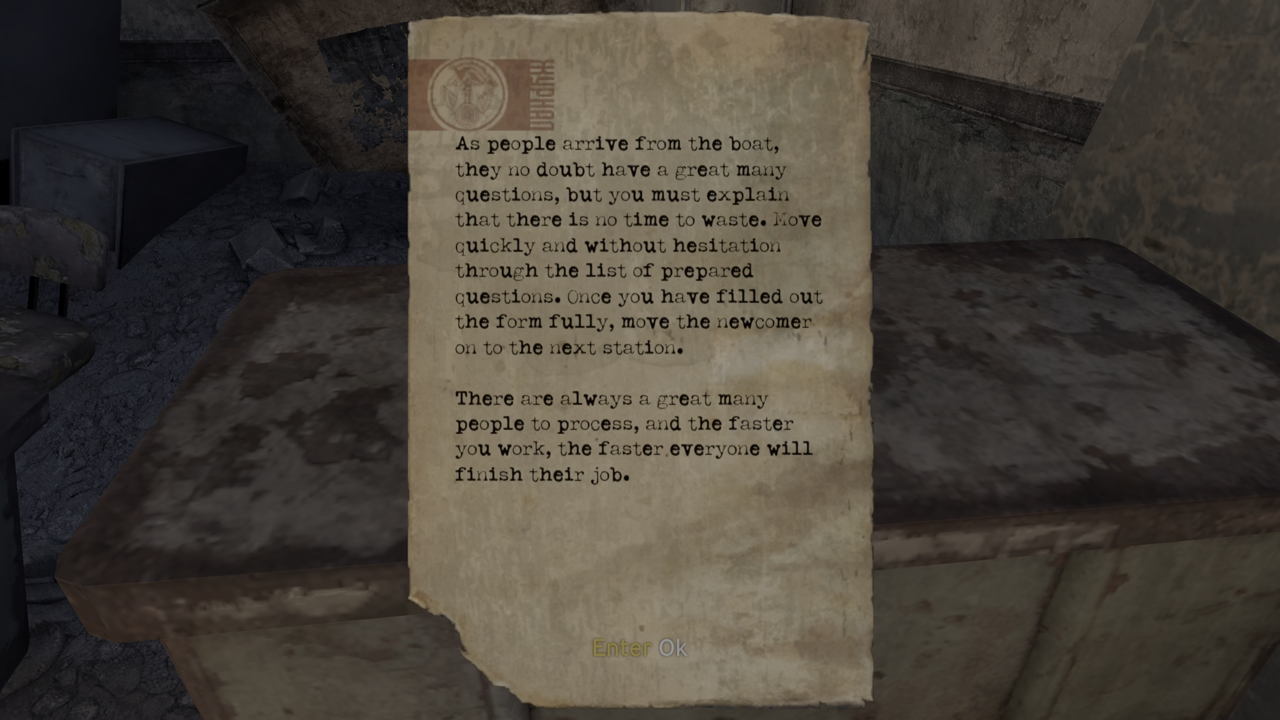 As people arrive from the boat,
they no doubt have a great many
questions, but you must explain
that there is no time to waste. Move
quickly and without hesitation
through the list of prepared
questions. Once you have filled out
the form fully, move the newcomer
on to the next station.
There are always a great many
people to process, and the faster
you work, the faster everyone will
finish their job.
Enter Ok